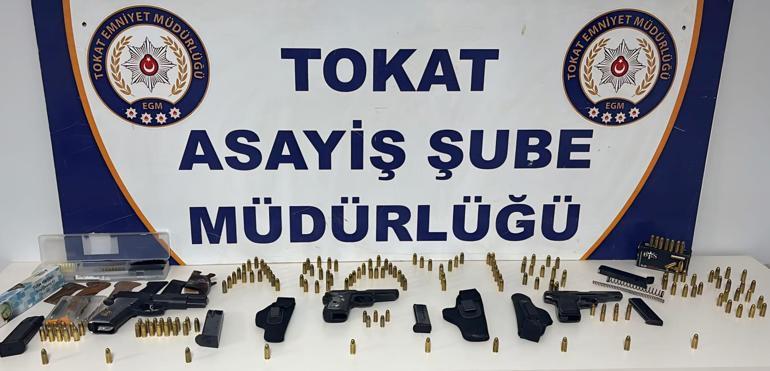 TOKAT EMNİYET MÜDÜRLÜĞÜ
EGM
TOKAT
ASAYİŞ ŞUBE
MÜDÜRLÜĞÜ
TOKAT EMNİYET MÜDÜRLÜĞÜ
EGM